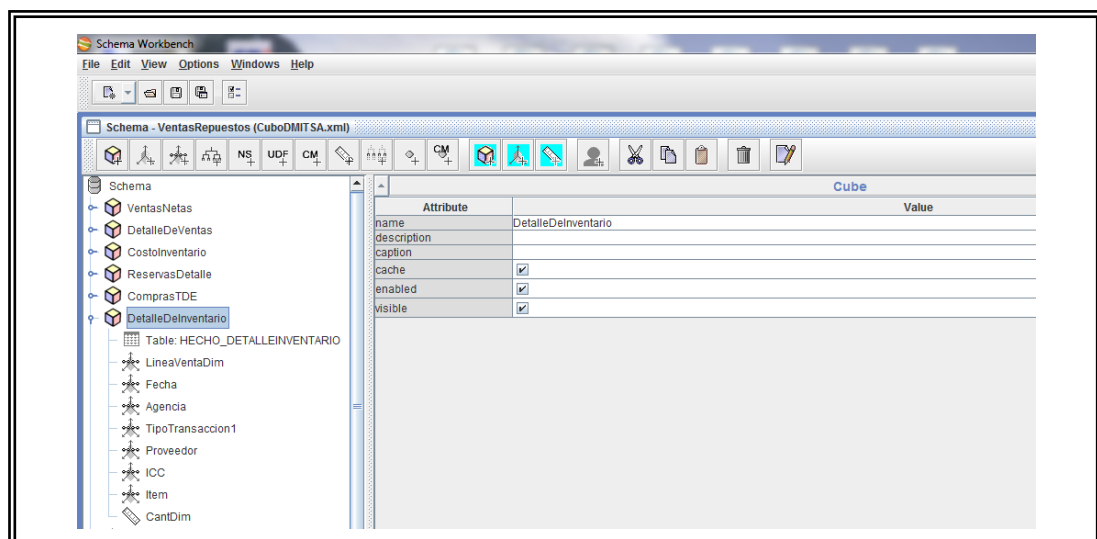 Schema Workbench
File Edit View Options Windows Help
Schema - VentasRepuestos (CuboDMITSA.xml)
NS UDF CM CM
Schema
VentasNetas
DetalleDeVentas
CostoInventario
ReservasDetalle
ComprasTDE
DetalleDeInventario
Table: HECHO_DETALLEINVENTARIO
LineaVentaDim
Fecha
Agencia
TipoTransaccion1
Proveedor
ICC
Item
CantDim
Cube
Attribute Value
name DetalleDeInventario
description
caption
cache
enabled
visible